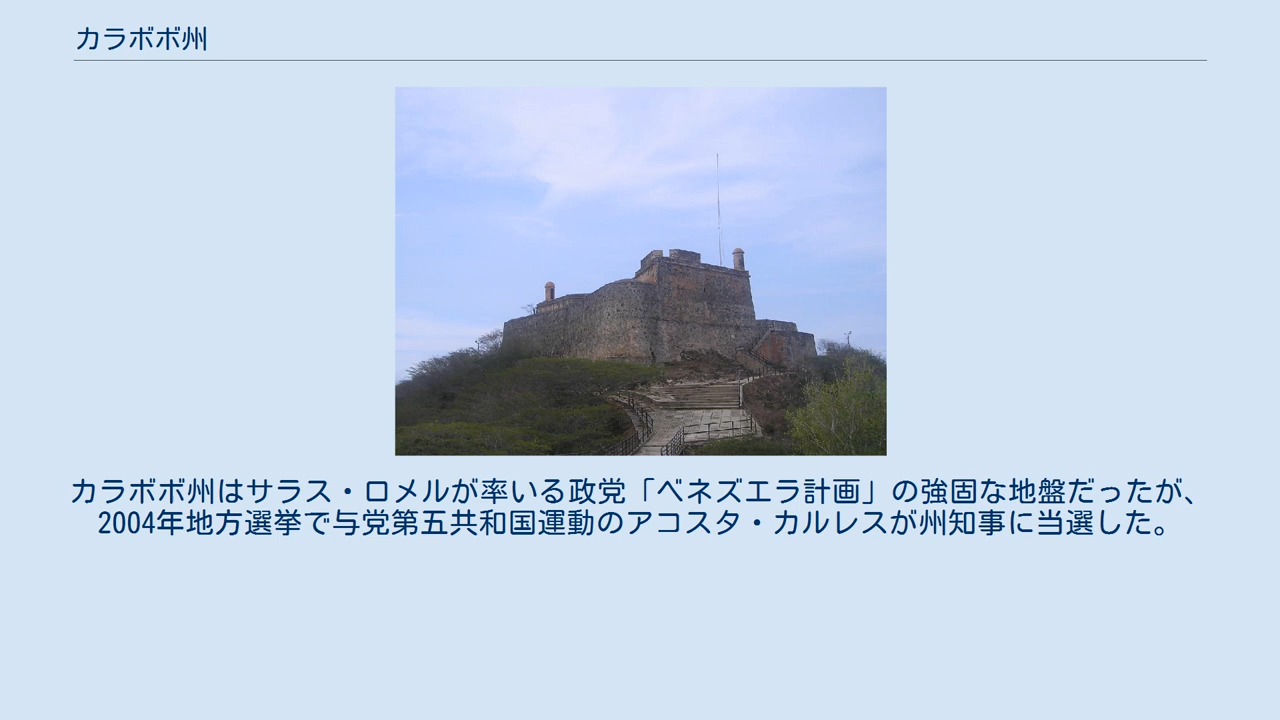 カラボボ州
カラボボ州はサラス・ロメルが率いる政党「ベネズエラ計画」の強固な地盤だったが、
2004年地方選挙で与党第五共和国運動のアコスタ・カルレスが州知事に当選した。